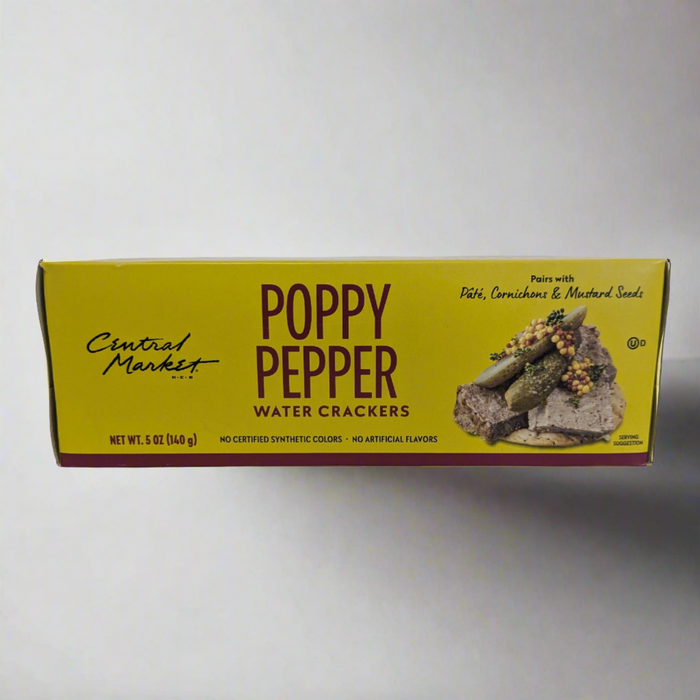 Central
Market
H-E-B
POPPY
PEPPER
WATER CRACKERS
NET WT. 5 OZ (140 g)
NO CERTIFIED SYNTHETIC COLORS · NO ARTIFICIAL FLAVORS
Pairs with
Pâté, Cornichons & Mustard Seeds
U D
SERVING
SUGGESTION